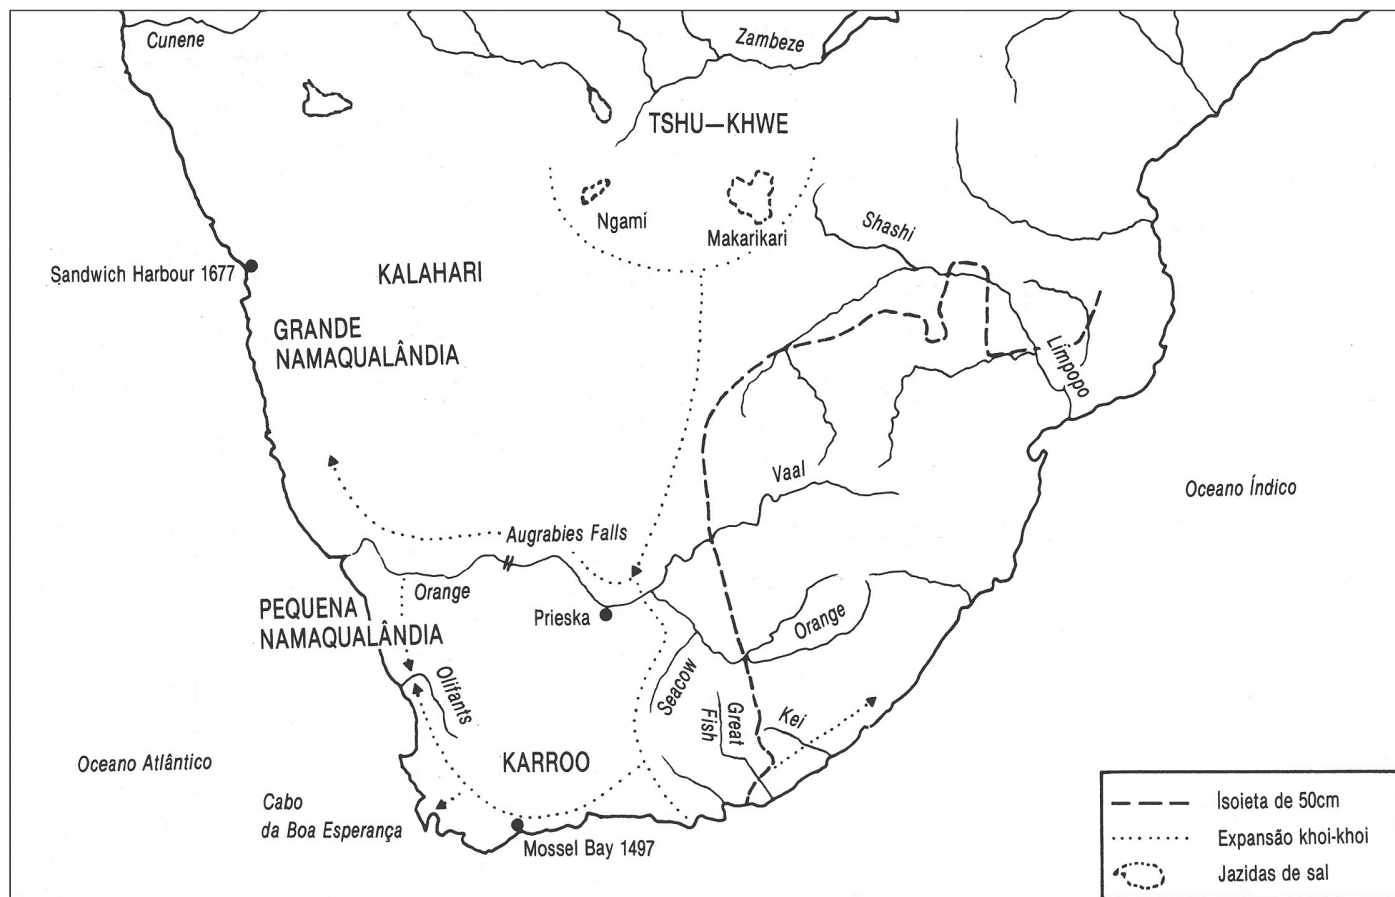 Cunene
Zambeze
TSHU—KHWE
Ngami
Makarikari
Shashi
Sandwich Harbour 1677
KALAHARI
GRANDE
NAMAQUALÂNDIA
Limpopo
Vaal
Oceano Índico
Augrabies Falls
Orange
PEQUENA
NAMAQUALÂNDIA
Prieska
Orange
Olifants
Seacow
Great
Fish
Kei
Oceano Atlântico
KARROO
Cabo
da Boa Esperança
Mossel Bay 1497
Isoieta de 50cm
Expansão khoi-khoi
Jazidas de sal